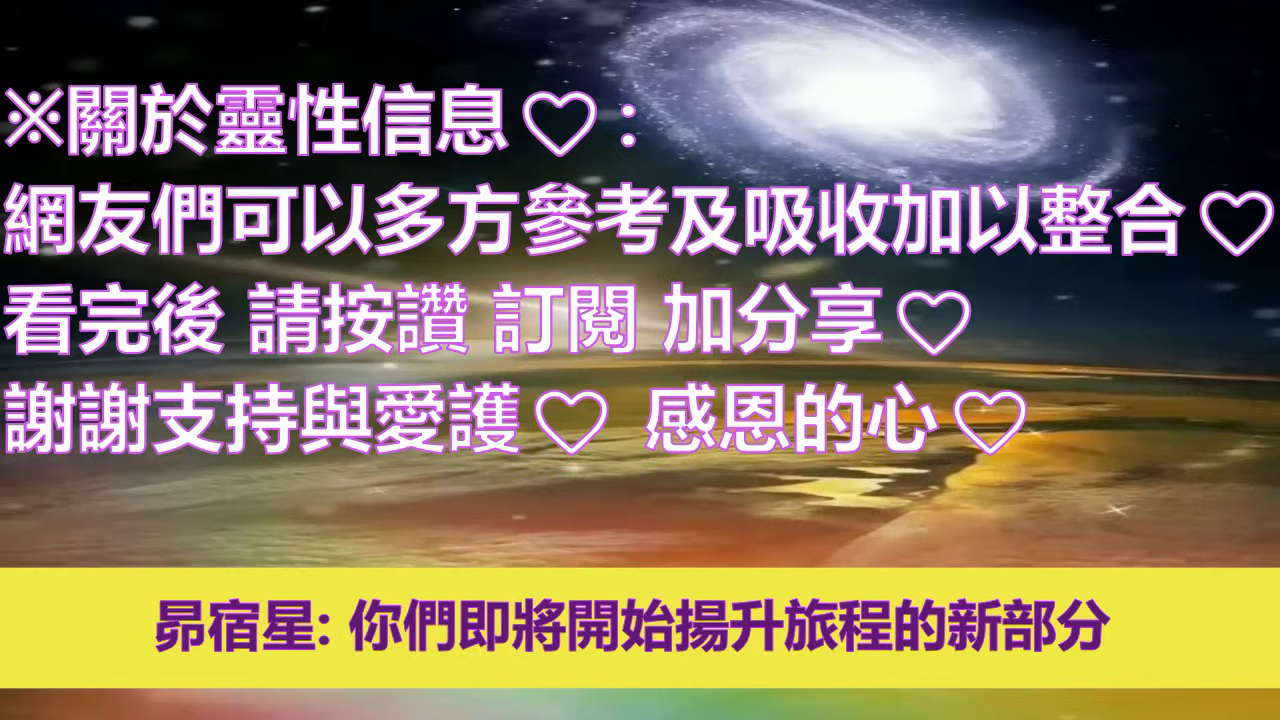 ※關於靈性信息♡:
網友們可以多方參考及吸收加以整合♡
看完後 請按讚 訂閱 加分享♡
謝謝支持與愛護♡ 感恩的心♡
昴宿星: 你們即將開始揚升旅程的新部分